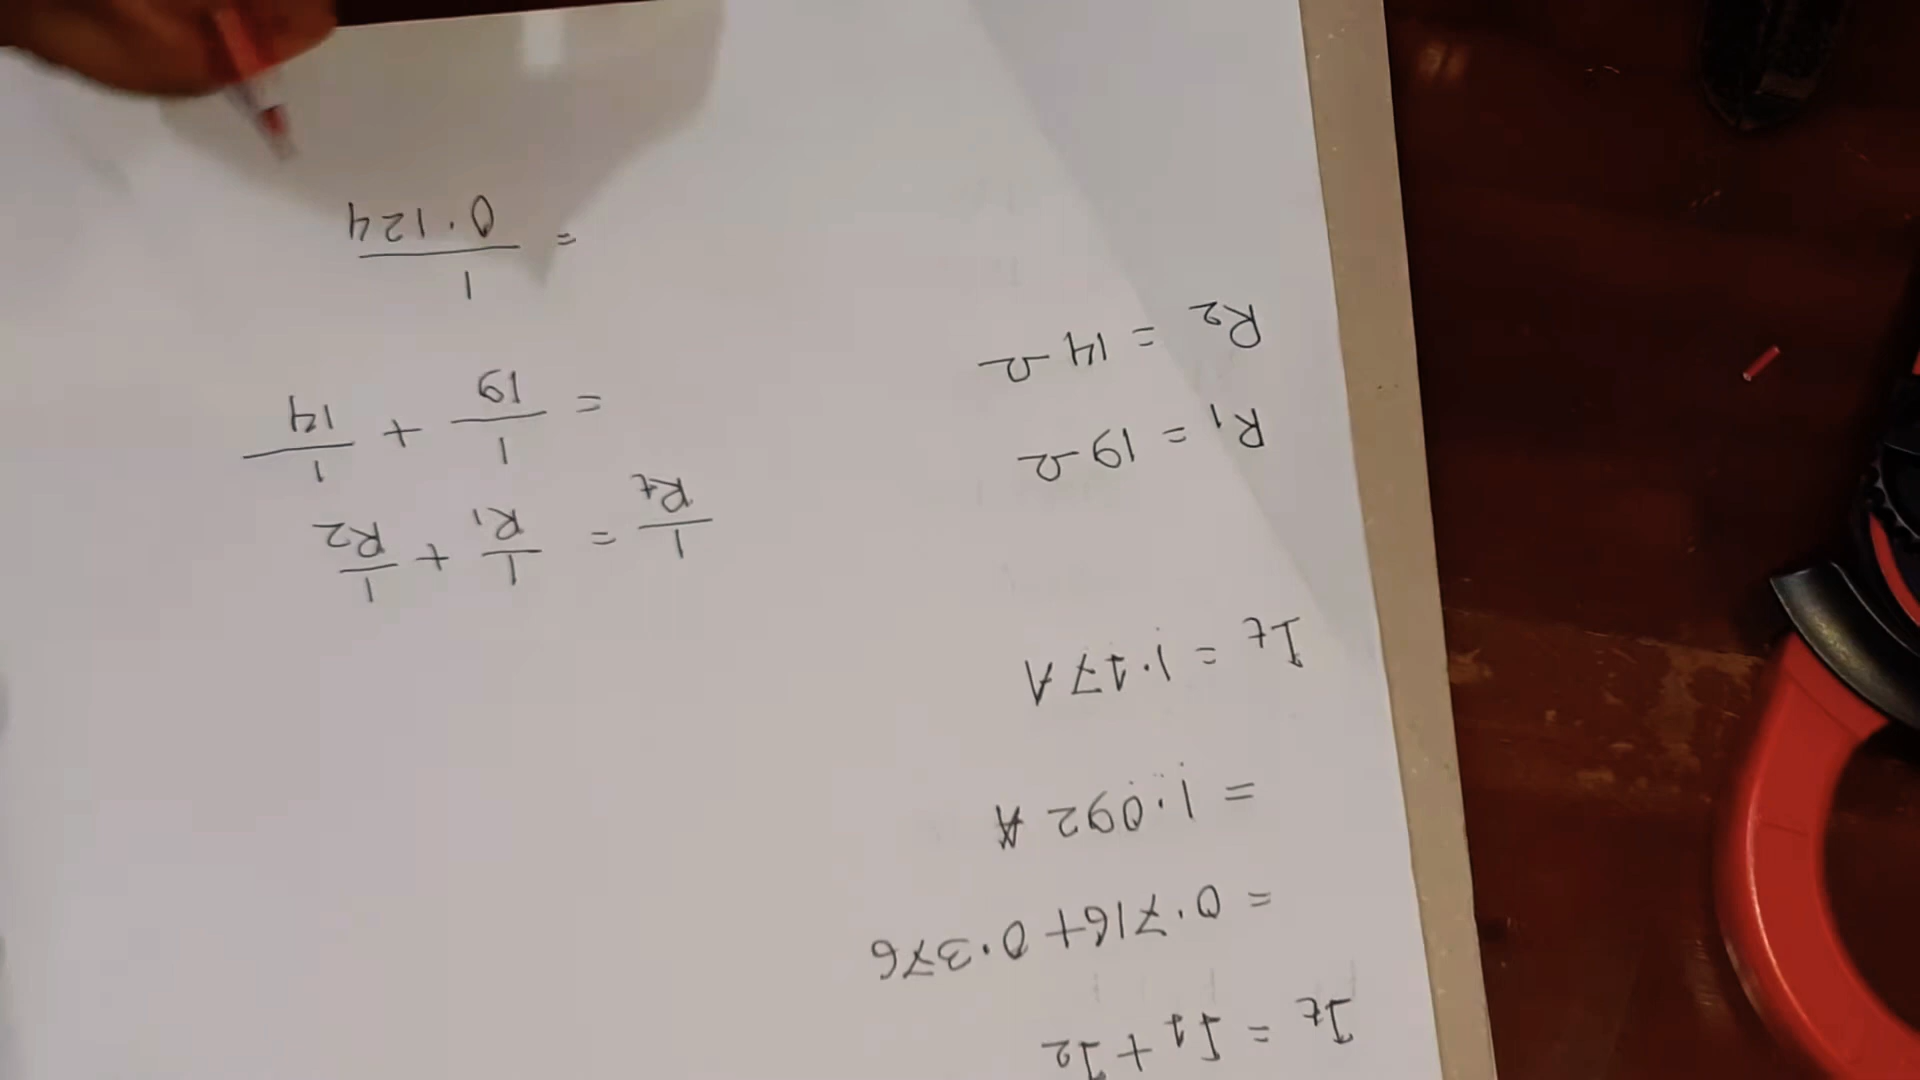 It = I1 + I2
= 0.716 + 0.376
= 1.092 A
It = 1.17 A
R1 = 19 Ω
R2 = 14 Ω
1/Rt = 1/R1 + 1/R2
= 1/19 + 1/14
= 1/0.124